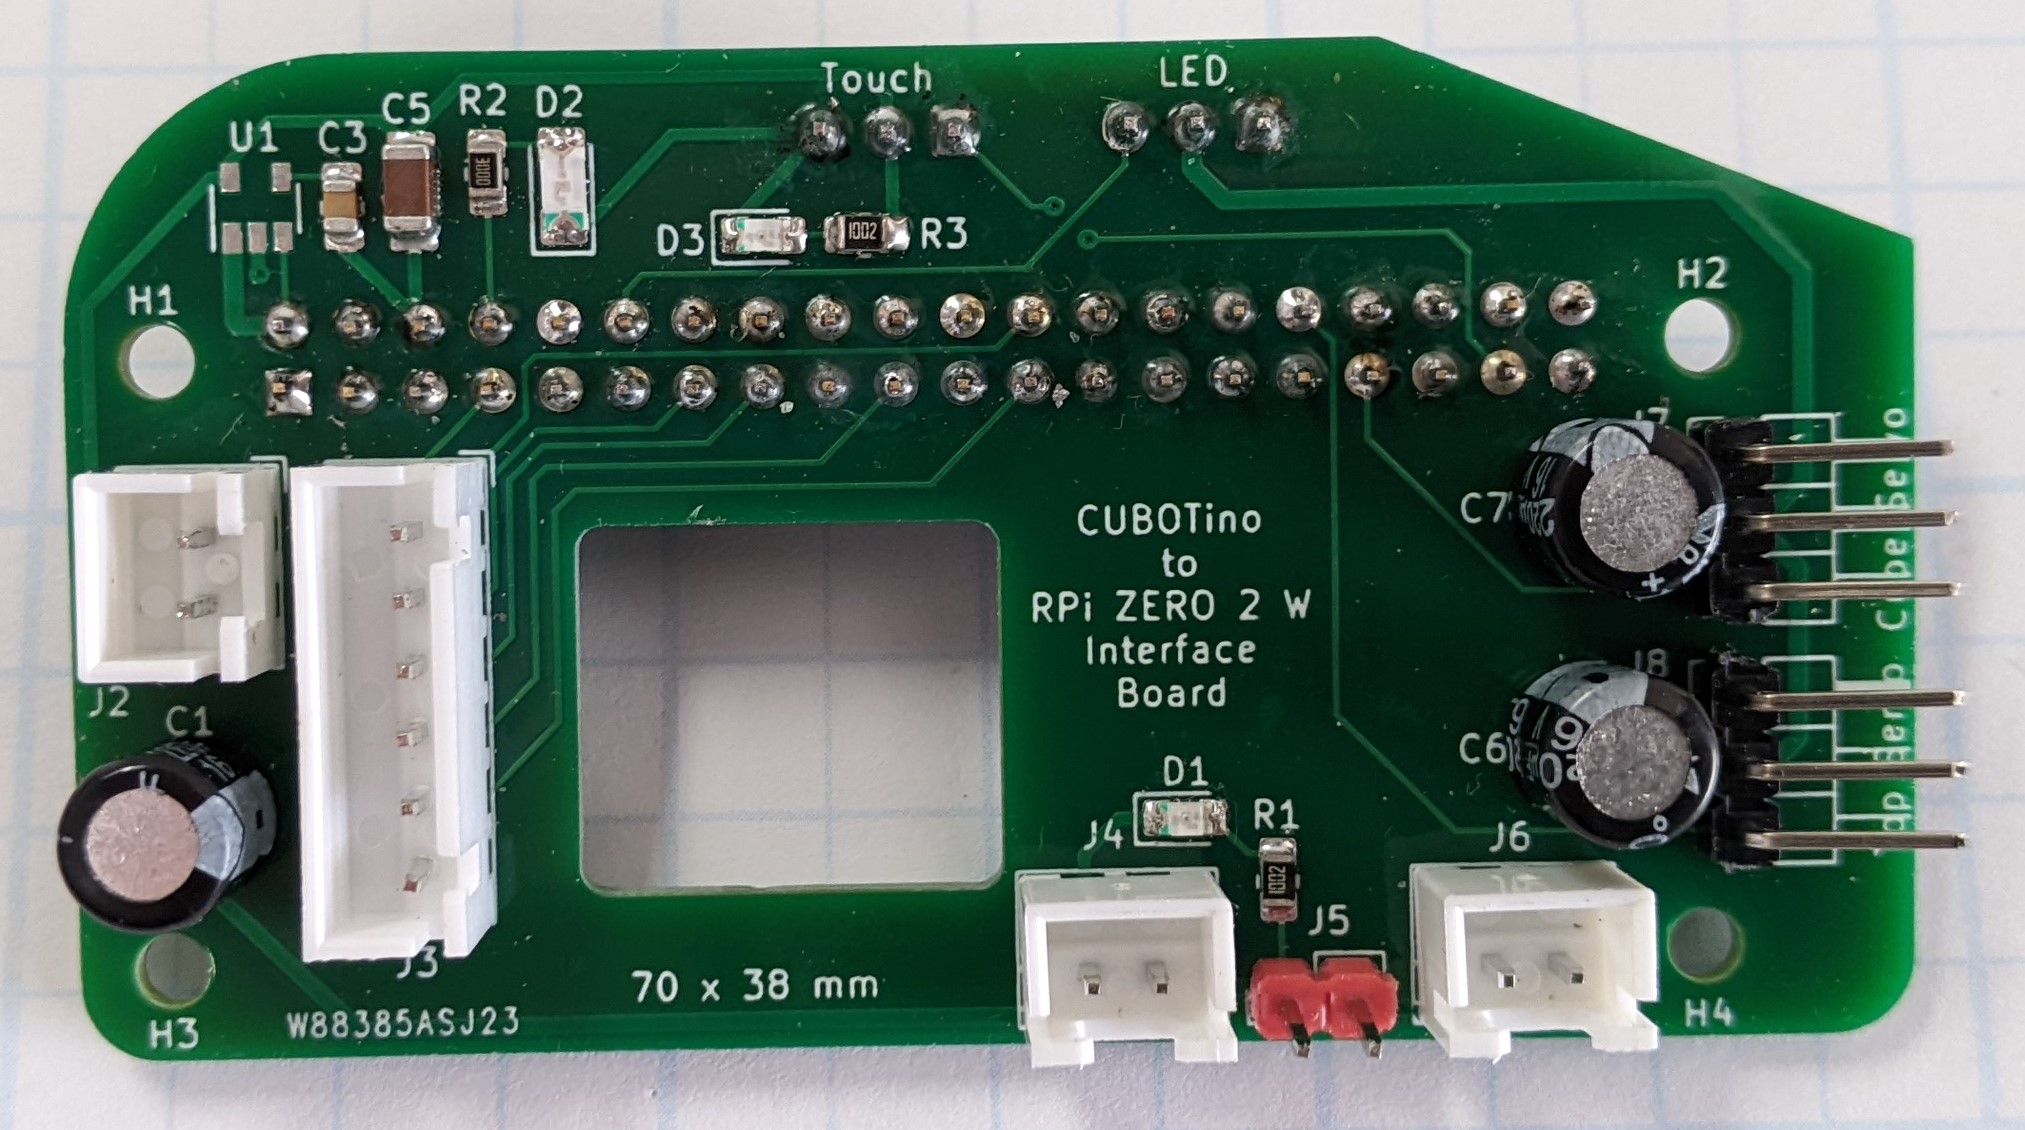 Touch
LED
U1
C3
C5
R2
D2
D3
1002
R3
H1
H2
J7
C7
16V
+
CUBOTino
to
RPi ZERO 2 W
Interface
Board
J2
C1
J8
C6
D1
J4
R1
1002
J6
J3
J5
70 x 38 mm
W88385ASJ23
H3
H4